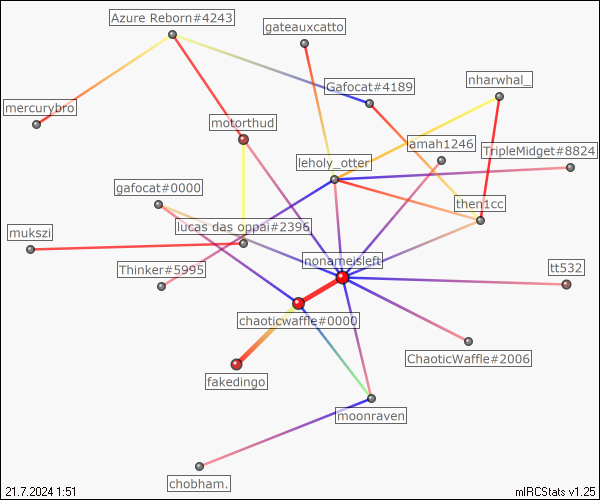 Azure Reborn#4243
gateauxcatto
nharwhal_
Gafocat#4189
mercurybro
motorthud
lamah1246
TripleMidget#8824
leholy_otter
gafocat#0000
then1cc
mukszi
lucas das oppai#2396
nonameisleft
Thinker#5995
tt532
chaoticwaffle#0000
ChaoticWaffle#2006
fakedingo
moonraven
chobham.
21.7.2024 1:51
mIRCStats v1.25